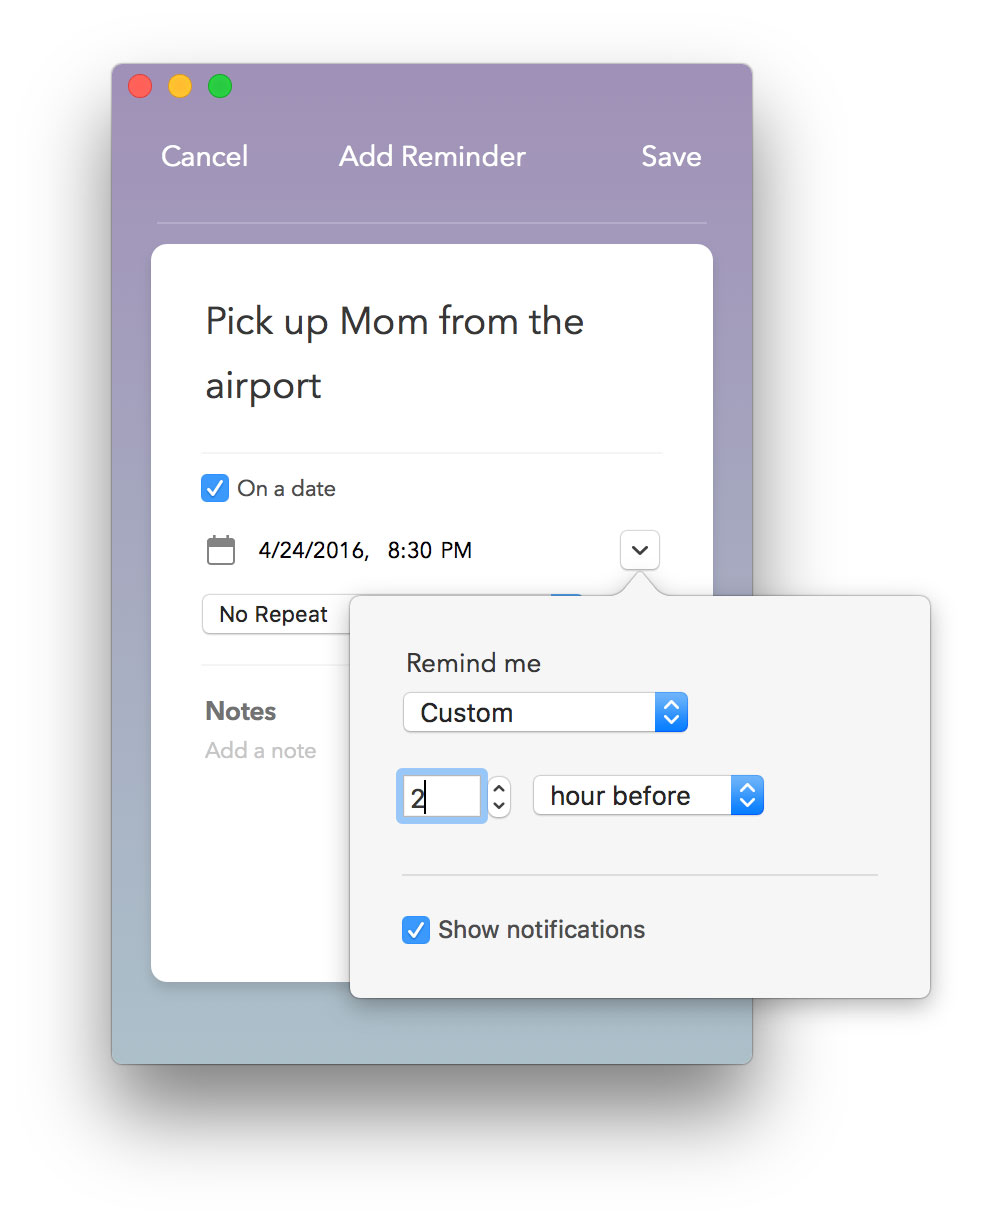 Cancel Add Reminder Save
Pick up Mom from the
airport
On a date
4/24/2016, 8:30 PM
No Repeat
Notes
Add a note
Remind me
Custom
2 hour before
Show notifications